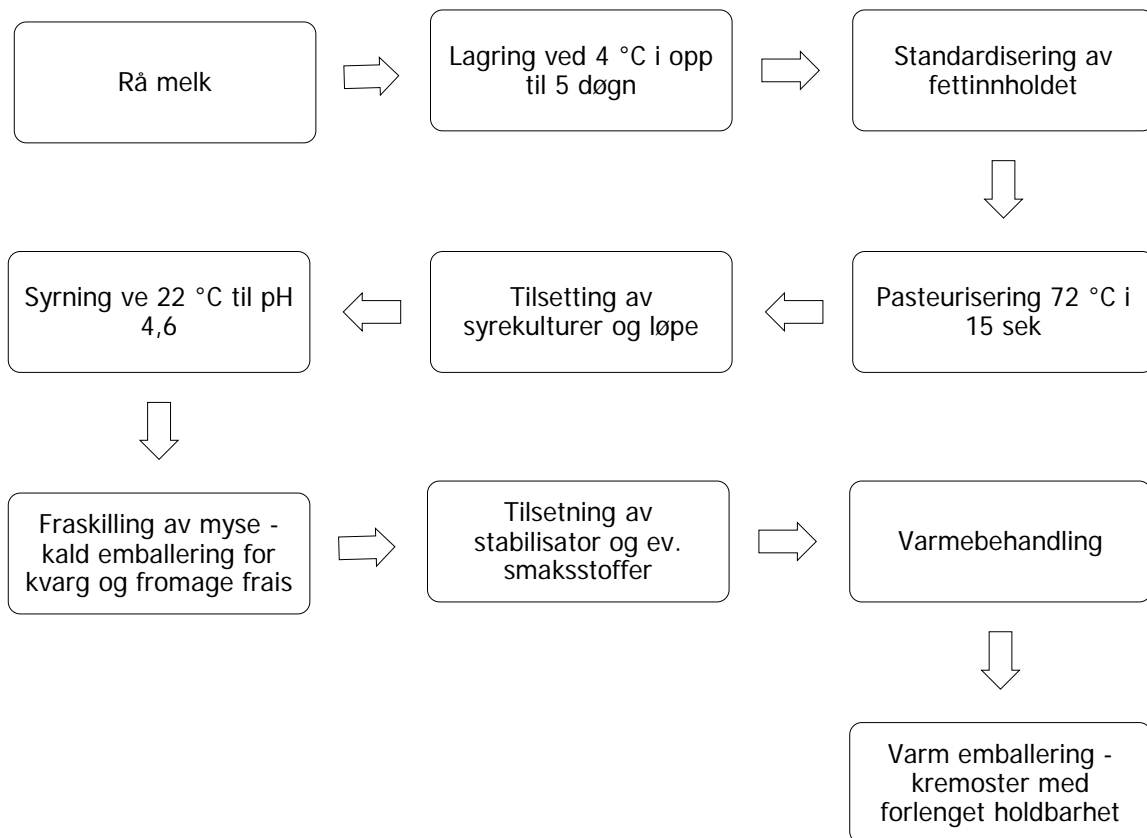 Rå melk
Lagring ved 4 °C i opp
til 5 døgn
Standardisering av
fettinnholdet
Pasteurisering 72 °C i
15 sek
Tilsetting av
syrekulturer og løpe
Syrning ve 22 °C til pH
4,6
Fraskilling av myse -
kald emballering for
kvarg og fromage frais
Tilsetning av
stabilisator og ev.
smaksstoffer
Varmebehandling
Varm emballering -
kremoster med
forlenget holdbarhet